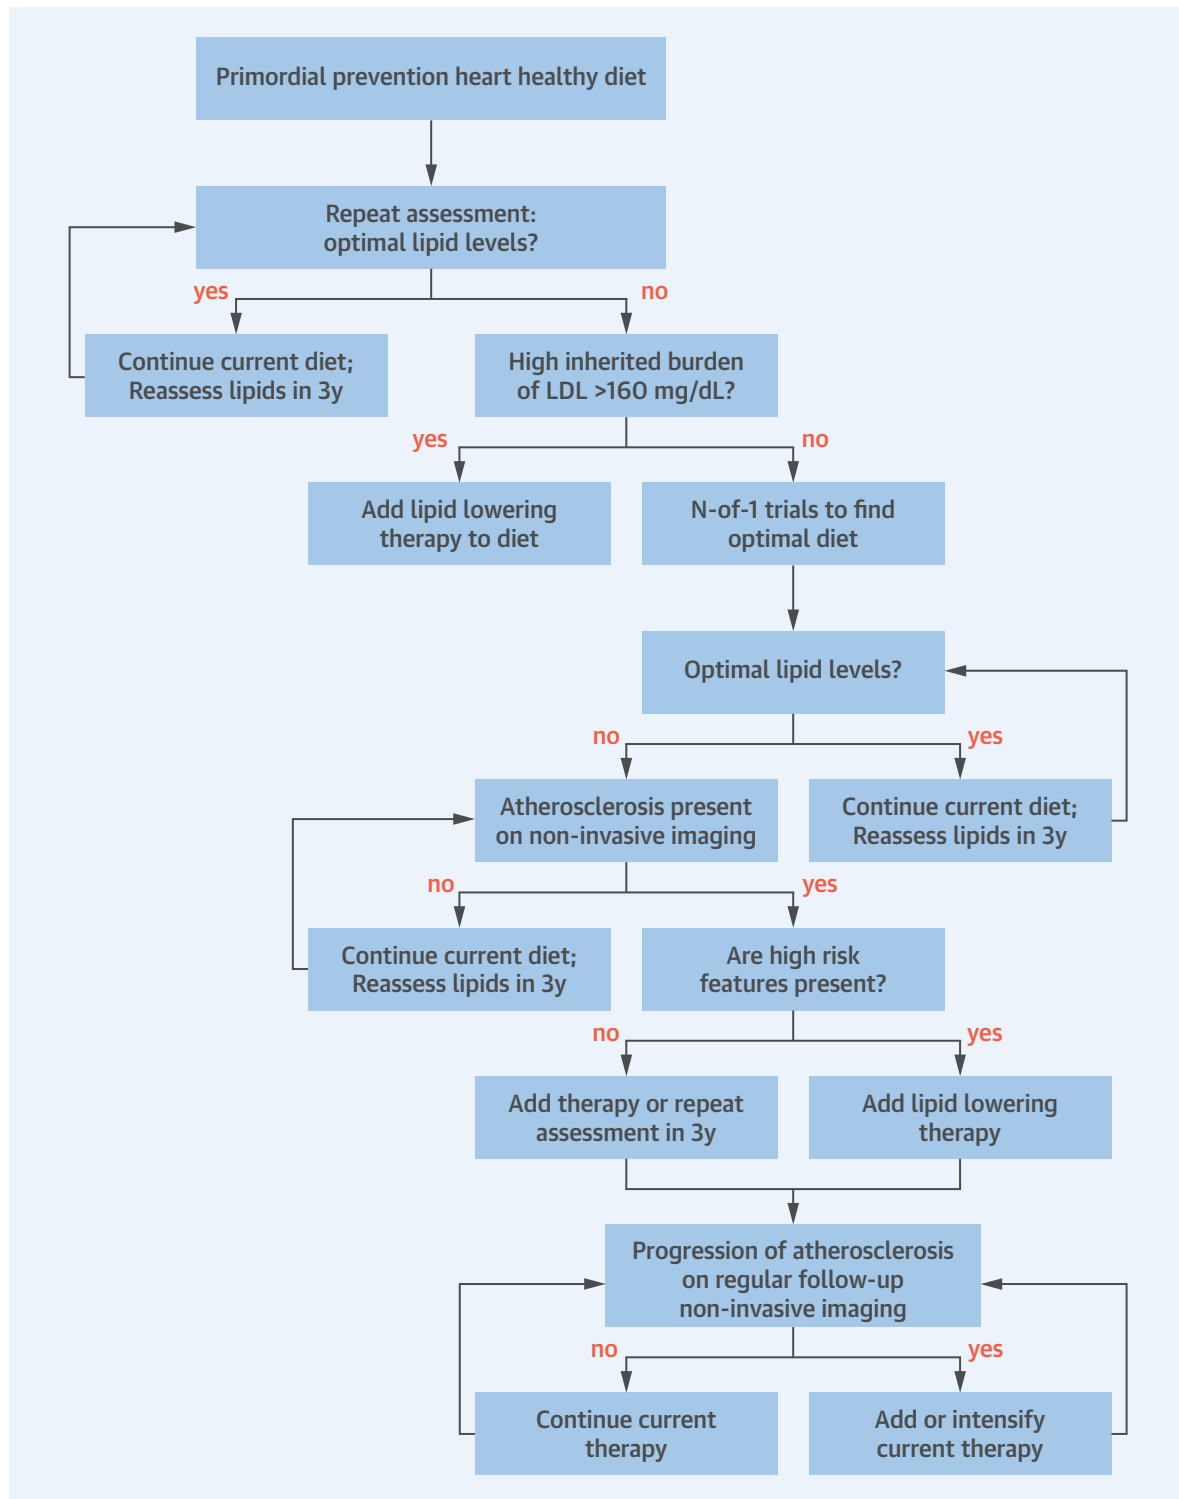 Primordial prevention heart healthy diet
Repeat assessment:
optimal lipid levels?
yes
no
Continue current diet;
Reassess lipids in 3y
High inherited burden
of LDL >160 mg/dL?
yes
no
Add lipid lowering
therapy to diet
N-of-1 trials to find
optimal diet
Optimal lipid levels?
no
yes
Atherosclerosis present
on non-invasive imaging
Continue current diet;
Reassess lipids in 3y
no
yes
Continue current diet;
Reassess lipids in 3y
Are high risk
features present?
no
yes
Add therapy or repeat
assessment in 3y
Add lipid lowering
therapy
Progression of atherosclerosis
on regular follow-up
non-invasive imaging
no
yes
Continue current
therapy
Add or intensify
current therapy